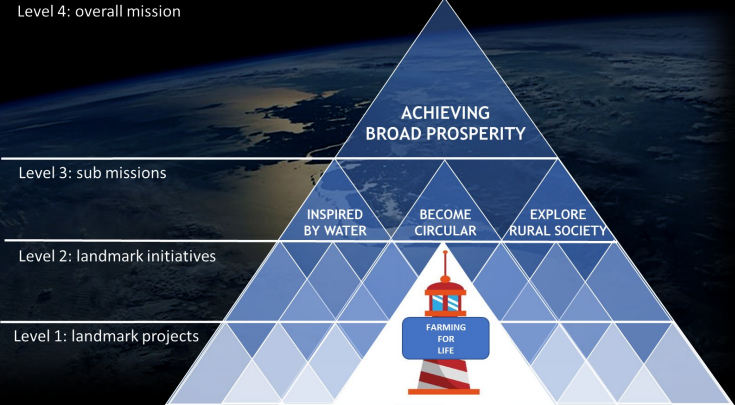 Level 4: overall mission
ACHIEVING
BROAD PROSPERITY
Level 3: sub missions
INSPIRED
BY WATER
BECOME
CIRCULAR
EXPLORE
RURAL SOCIETY
Level 2: landmark initiatives
Level 1: landmark projects
FARMING
FOR
LIFE